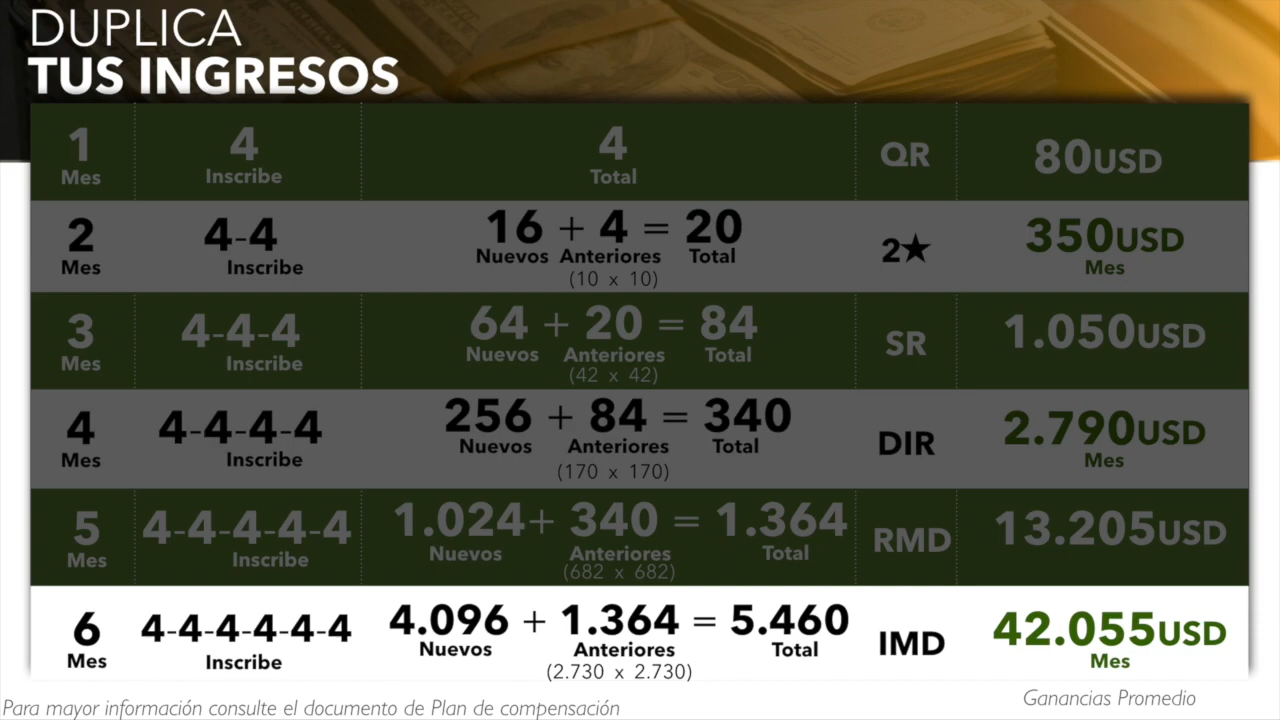 DUPLICA
TUS INGRESOS
1 4 4 QR 80USD
Mes Inscribe Total
2 4-4 16 + 4 = 20 2★ 350USD
Mes Inscribe Nuevos Anteriores Total Mes
(10 x 10)
3 4-4-4 64 + 20 = 84 SR 1.050USD
Mes Inscribe Nuevos Anteriores Total
(42 x 42)
4 4-4-4-4 256 + 84 = 340 DIR 2.790USD
Mes Inscribe Nuevos Anteriores Total Mes
(170 x 170)
5 4-4-4-4-4 1.024+ 340 = 1.364 RMD 13.205USD
Mes Inscribe Nuevos Anteriores Total
(682 x 682)
6 4-4-4-4-4-4 4.096 + 1.364 = 5.460 IMD 42.055USD
Mes Inscribe Nuevos Anteriores Total Mes
(2.730 x 2.730)
Para mayor información consulte el documento de Plan de compensación Ganancias Promedio